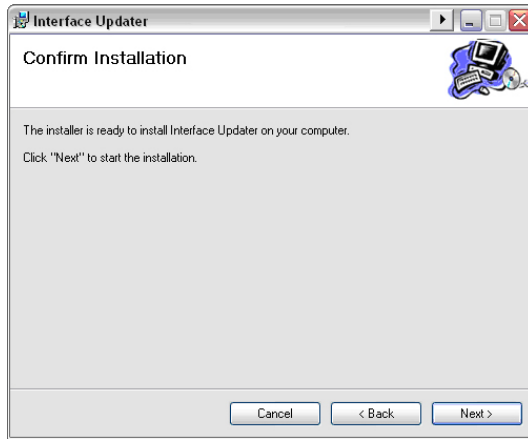 Interface Updater
Confirm Installation
The installer is ready to install Interface Updater on your computer.
Click "Next" to start the installation.
Cancel
< Back
Next >